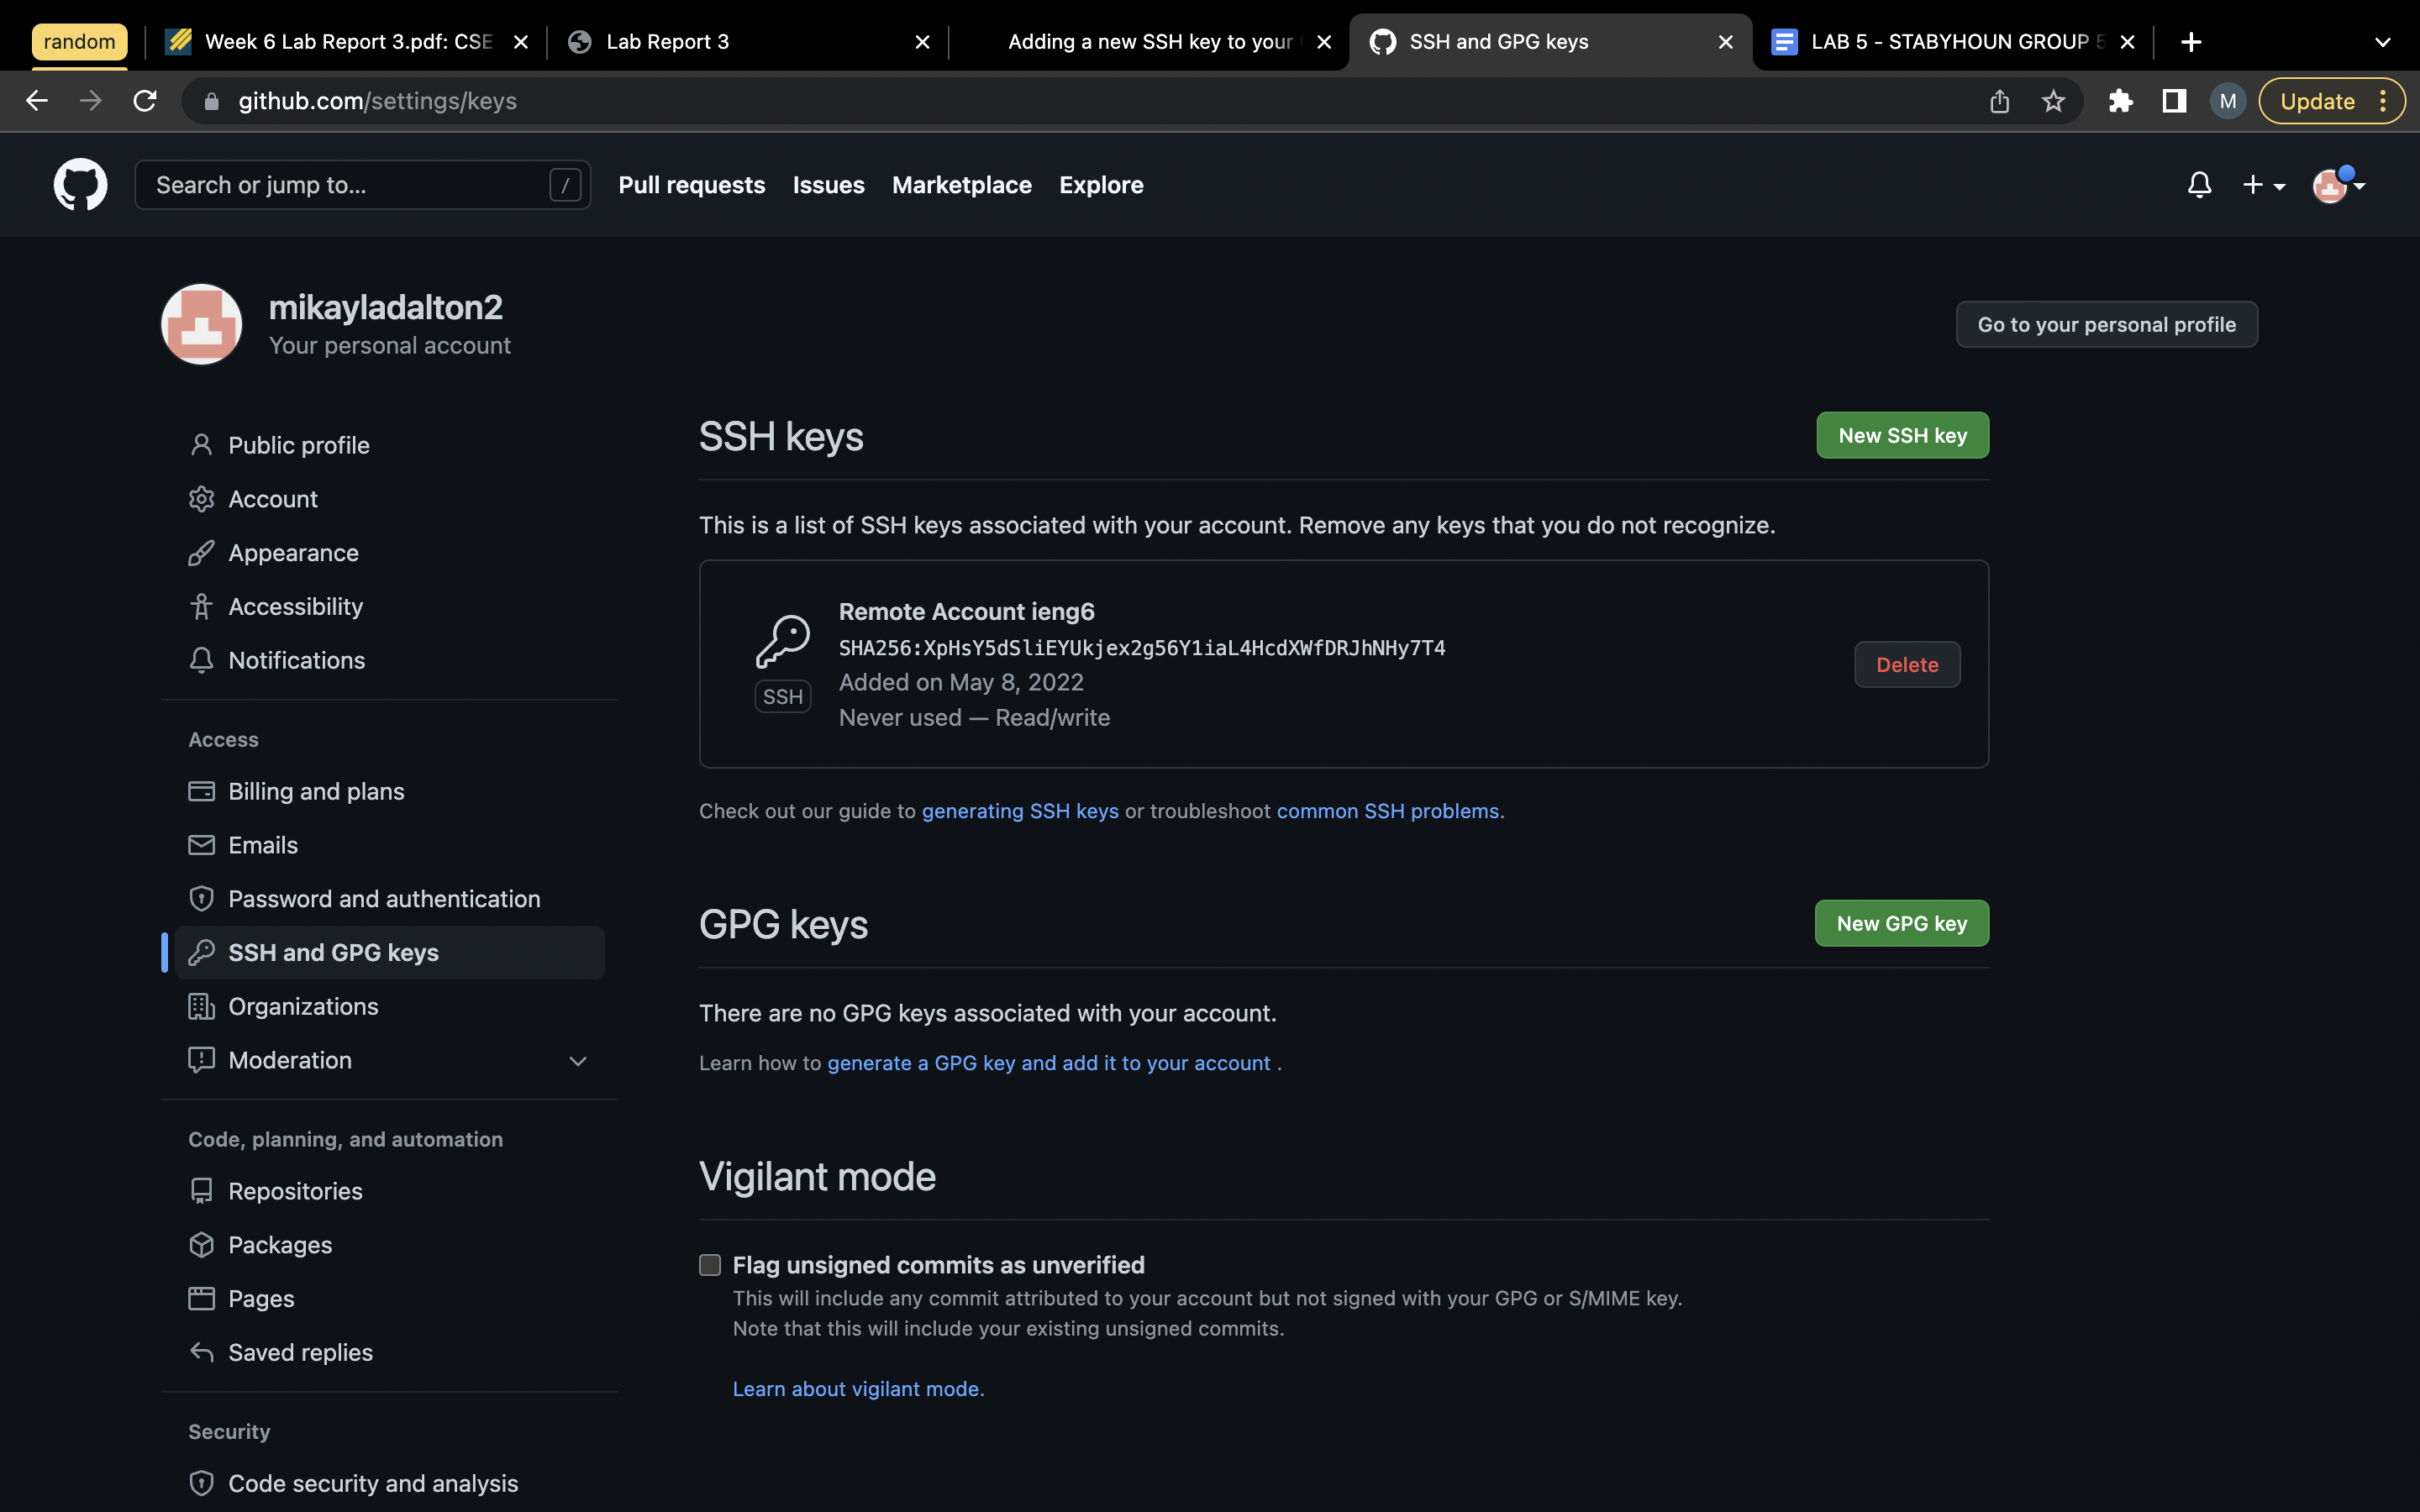 random
Week 6 Lab Report 3.pdf: CSE
Lab Report 3
Adding a new SSH key to your
SSH and GPG keys
LAB 5 - STABYHOUN GROUP 5
github.com/settings/keys
M
Update
Search or jump to...
/
Pull requests
Issues
Marketplace
Explore
mikayladalton2
Your personal account
Go to your personal profile
Public profile
Account
Appearance
Accessibility
Notifications
Access
Billing and plans
Emails
Password and authentication
SSH and GPG keys
Organizations
Moderation
Code, planning, and automation
Repositories
Packages
Pages
Saved replies
Security
Code security and analysis
SSH keys
New SSH key
This is a list of SSH keys associated with your account. Remove any keys that you do not recognize.
Remote Account ieng6
SHA256:XpHsY5dSliEYUkjex2g56Y1iaL4HcdXWfDRJhNHy7T4
SSH
Added on May 8, 2022
Never used — Read/write
Delete
Check out our guide to generating SSH keys or troubleshoot common SSH problems.
GPG keys
New GPG key
There are no GPG keys associated with your account.
Learn how to generate a GPG key and add it to your account .
Vigilant mode
Flag unsigned commits as unverified
This will include any commit attributed to your account but not signed with your GPG or S/MIME key.
Note that this will include your existing unsigned commits.
Learn about vigilant mode.